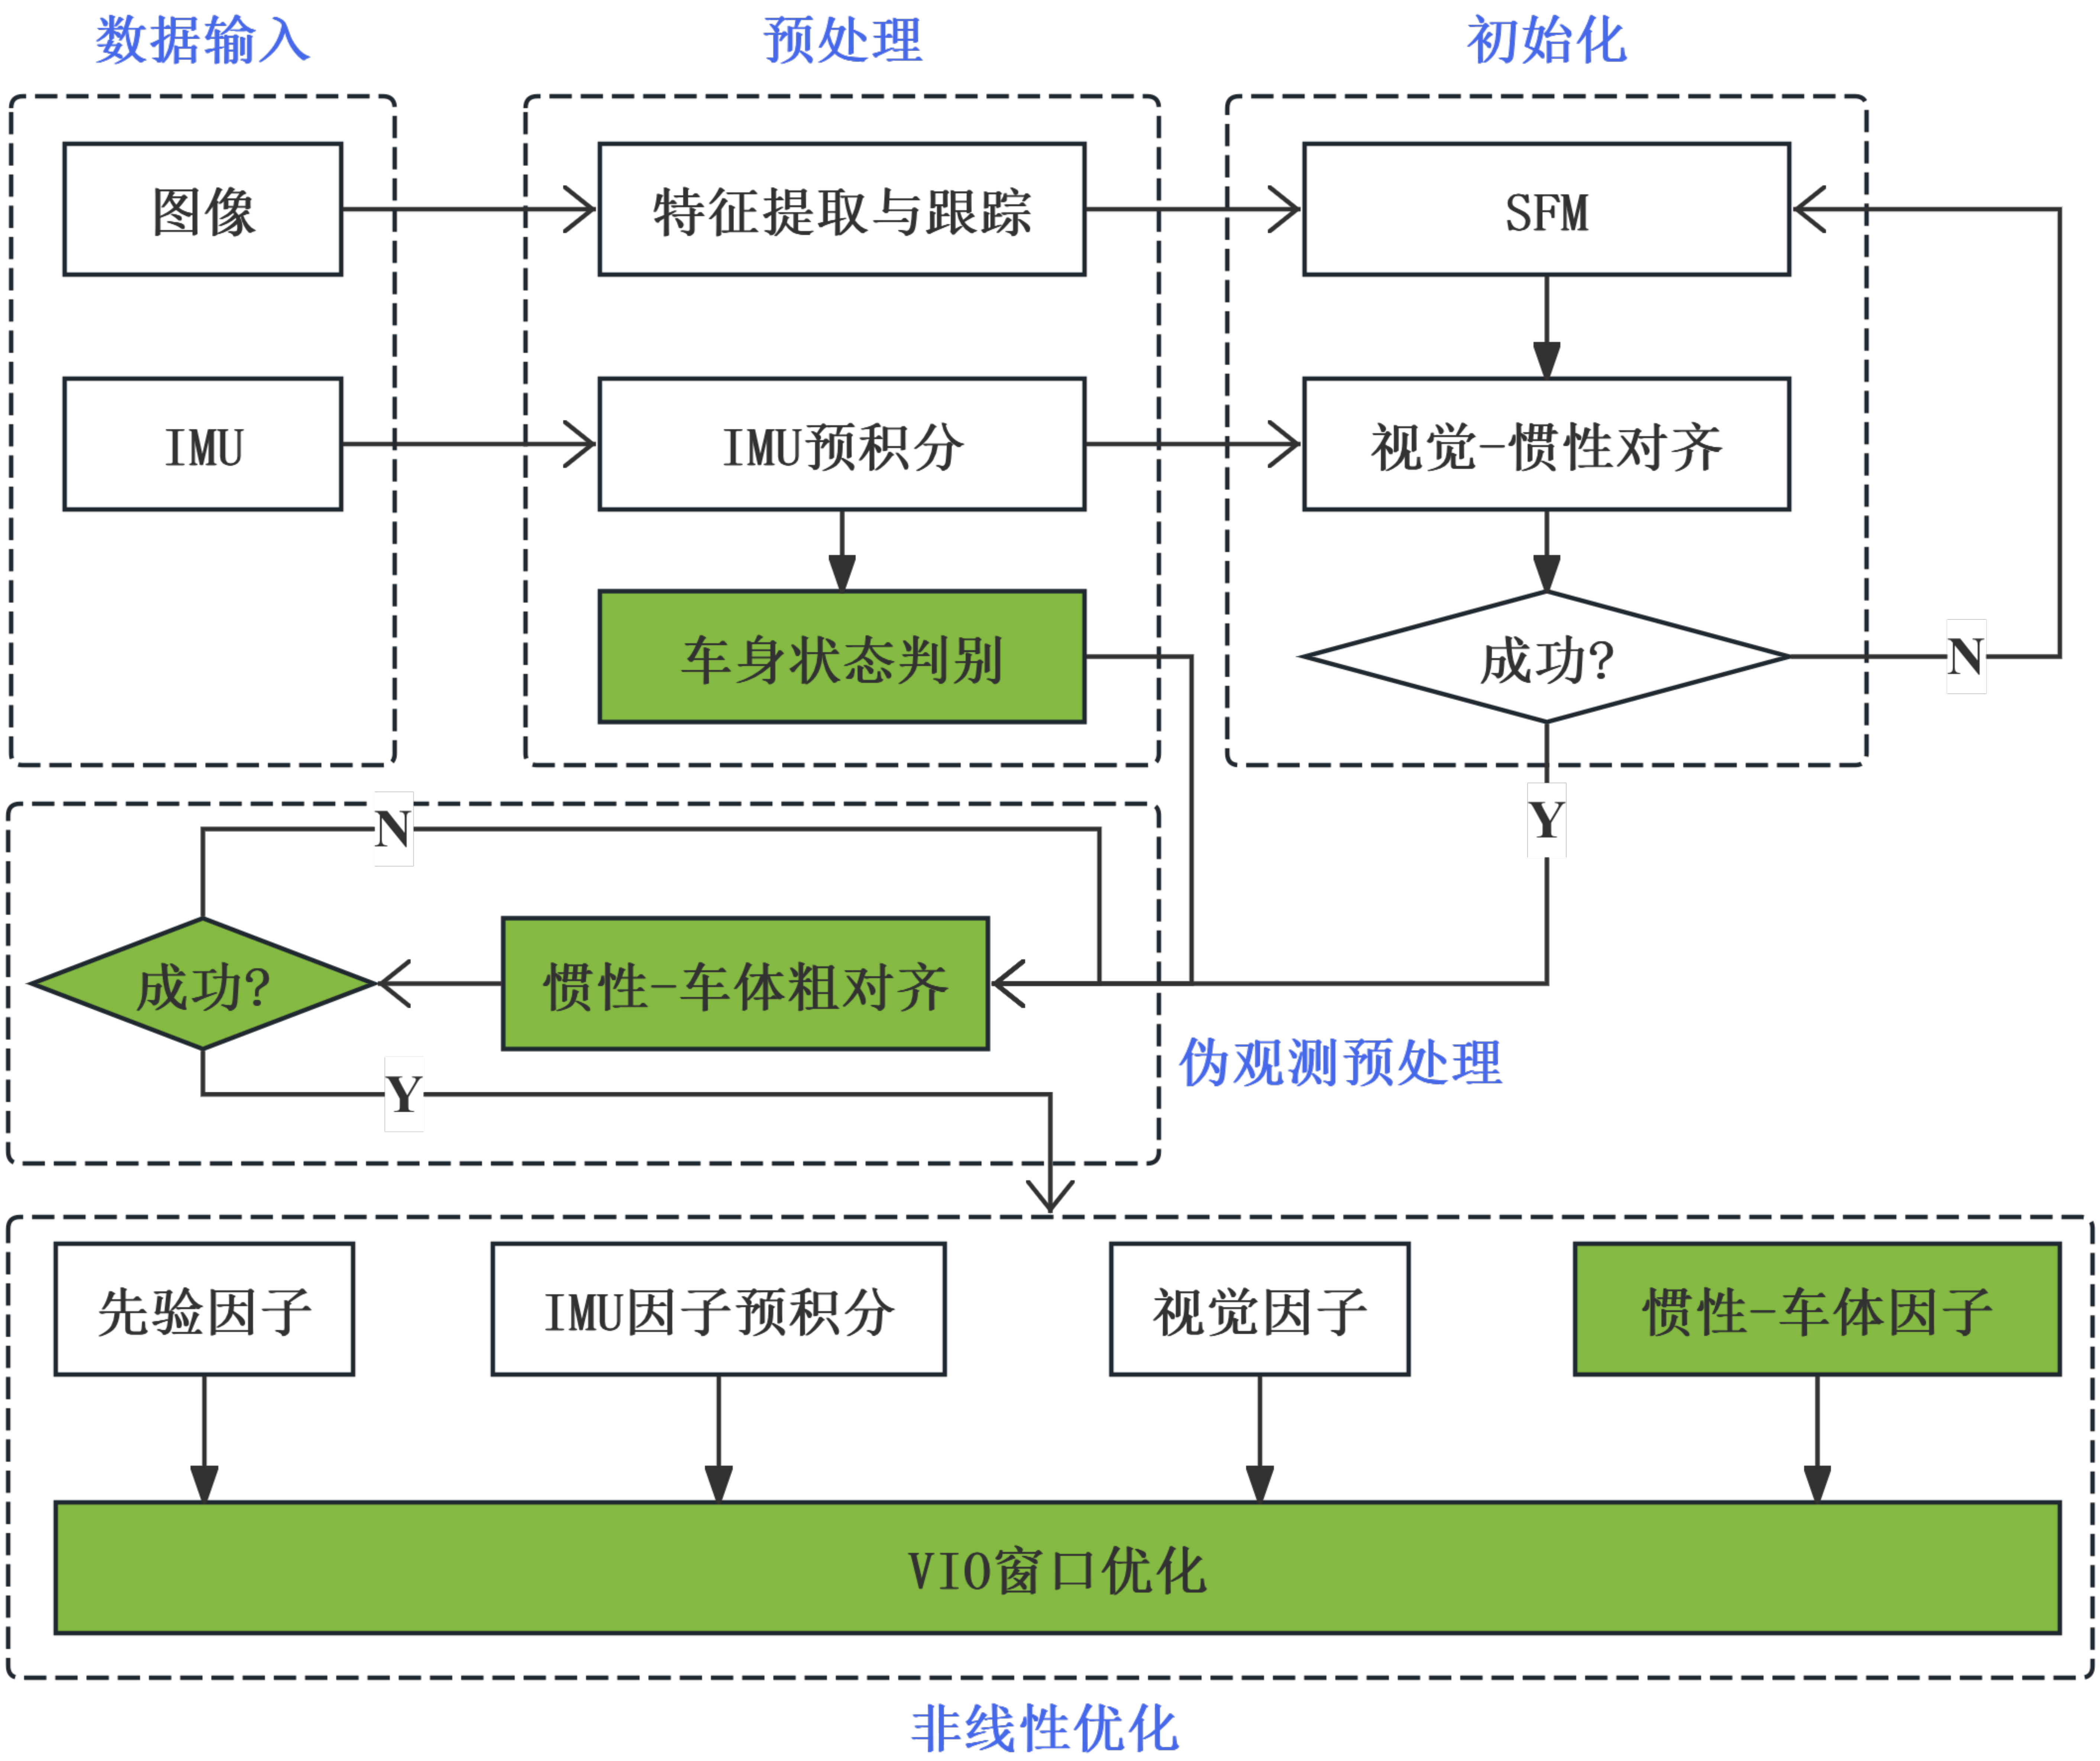 数据输入
预处理
初始化
图像
特征提取与跟踪
SFM
IMU
IMU预积分
视觉-惯性对齐
车身状态判别
成功?
N
Y
N
成功?
惯性-车体粗对齐
伪观测预处理
Y
先验因子
IMU因子预积分
视觉因子
惯性-车体因子
VIO窗口优化
非线性优化